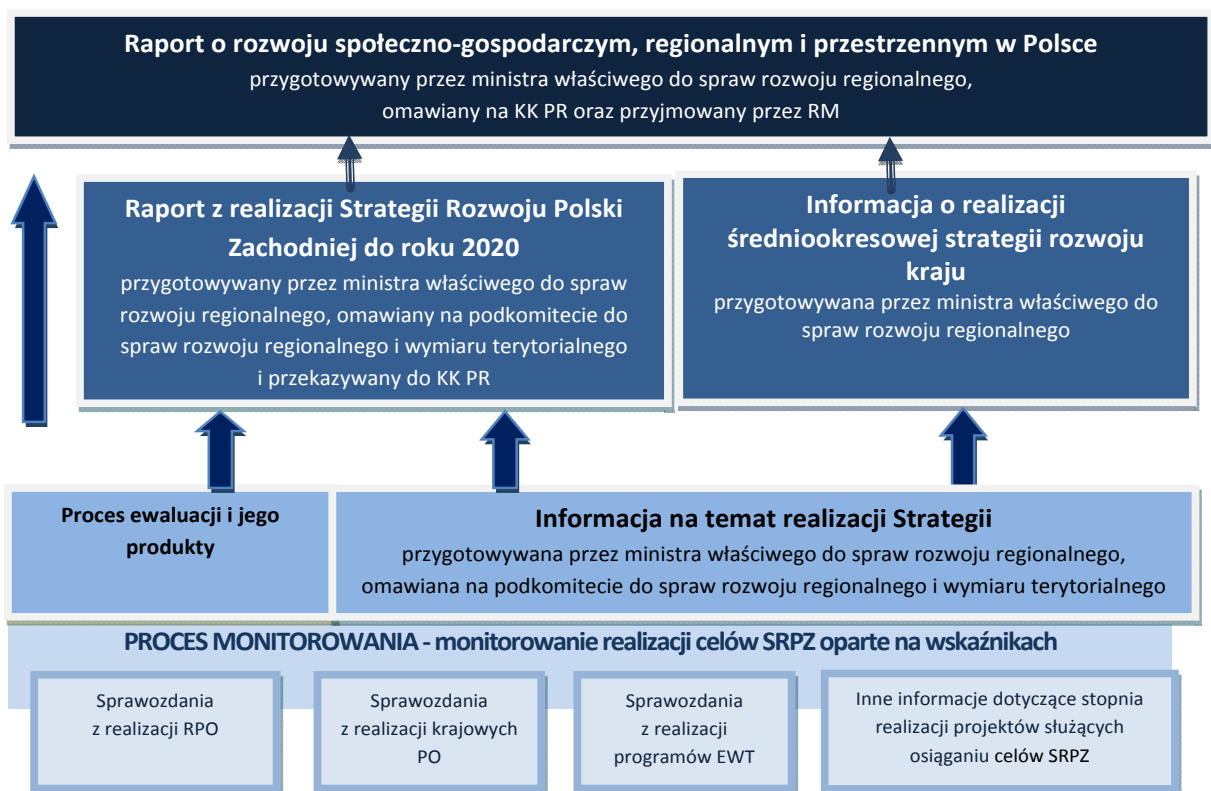 Raport o rozwoju społeczno-gospodarczym, regionalnym i przestrzennym w Polsce
przygotowywany przez ministra właściwego do spraw rozwoju regionalnego,
omawiany na KK PR oraz przyjmowany przez RM
Raport z realizacji Strategii Rozwoju Polski
Zachodniej do roku 2020
przygotowywany przez ministra właściwego do spraw
rozwoju regionalnego, omawiany na podkomitecie do
spraw rozwoju regionalnego i wymiaru terytorialnego
i przekazywany do KK PR
Informacja o realizacji
średniookresowej strategii rozwoju
kraju
przygotowywana przez ministra właściwego do
spraw rozwoju regionalnego
Proces ewaluacji i jego
produkty
Informacja na temat realizacji Strategii
przygotowywana przez ministra właściwego do spraw rozwoju regionalnego,
omawiana na podkomitecie do spraw rozwoju regionalnego i wymiaru terytorialnego
PROCES MONITOROWANIA - monitorowanie realizacji celów SRPZ oparte na wskaźnikach
Sprawozdania
z realizacji RPO
Sprawozdania
z realizacji krajowych
PO
Sprawozdania
z realizacji
programów EWT
Inne informacje dotyczące stopnia
realizacji projektów służących
osiąganiu celów SRPZ